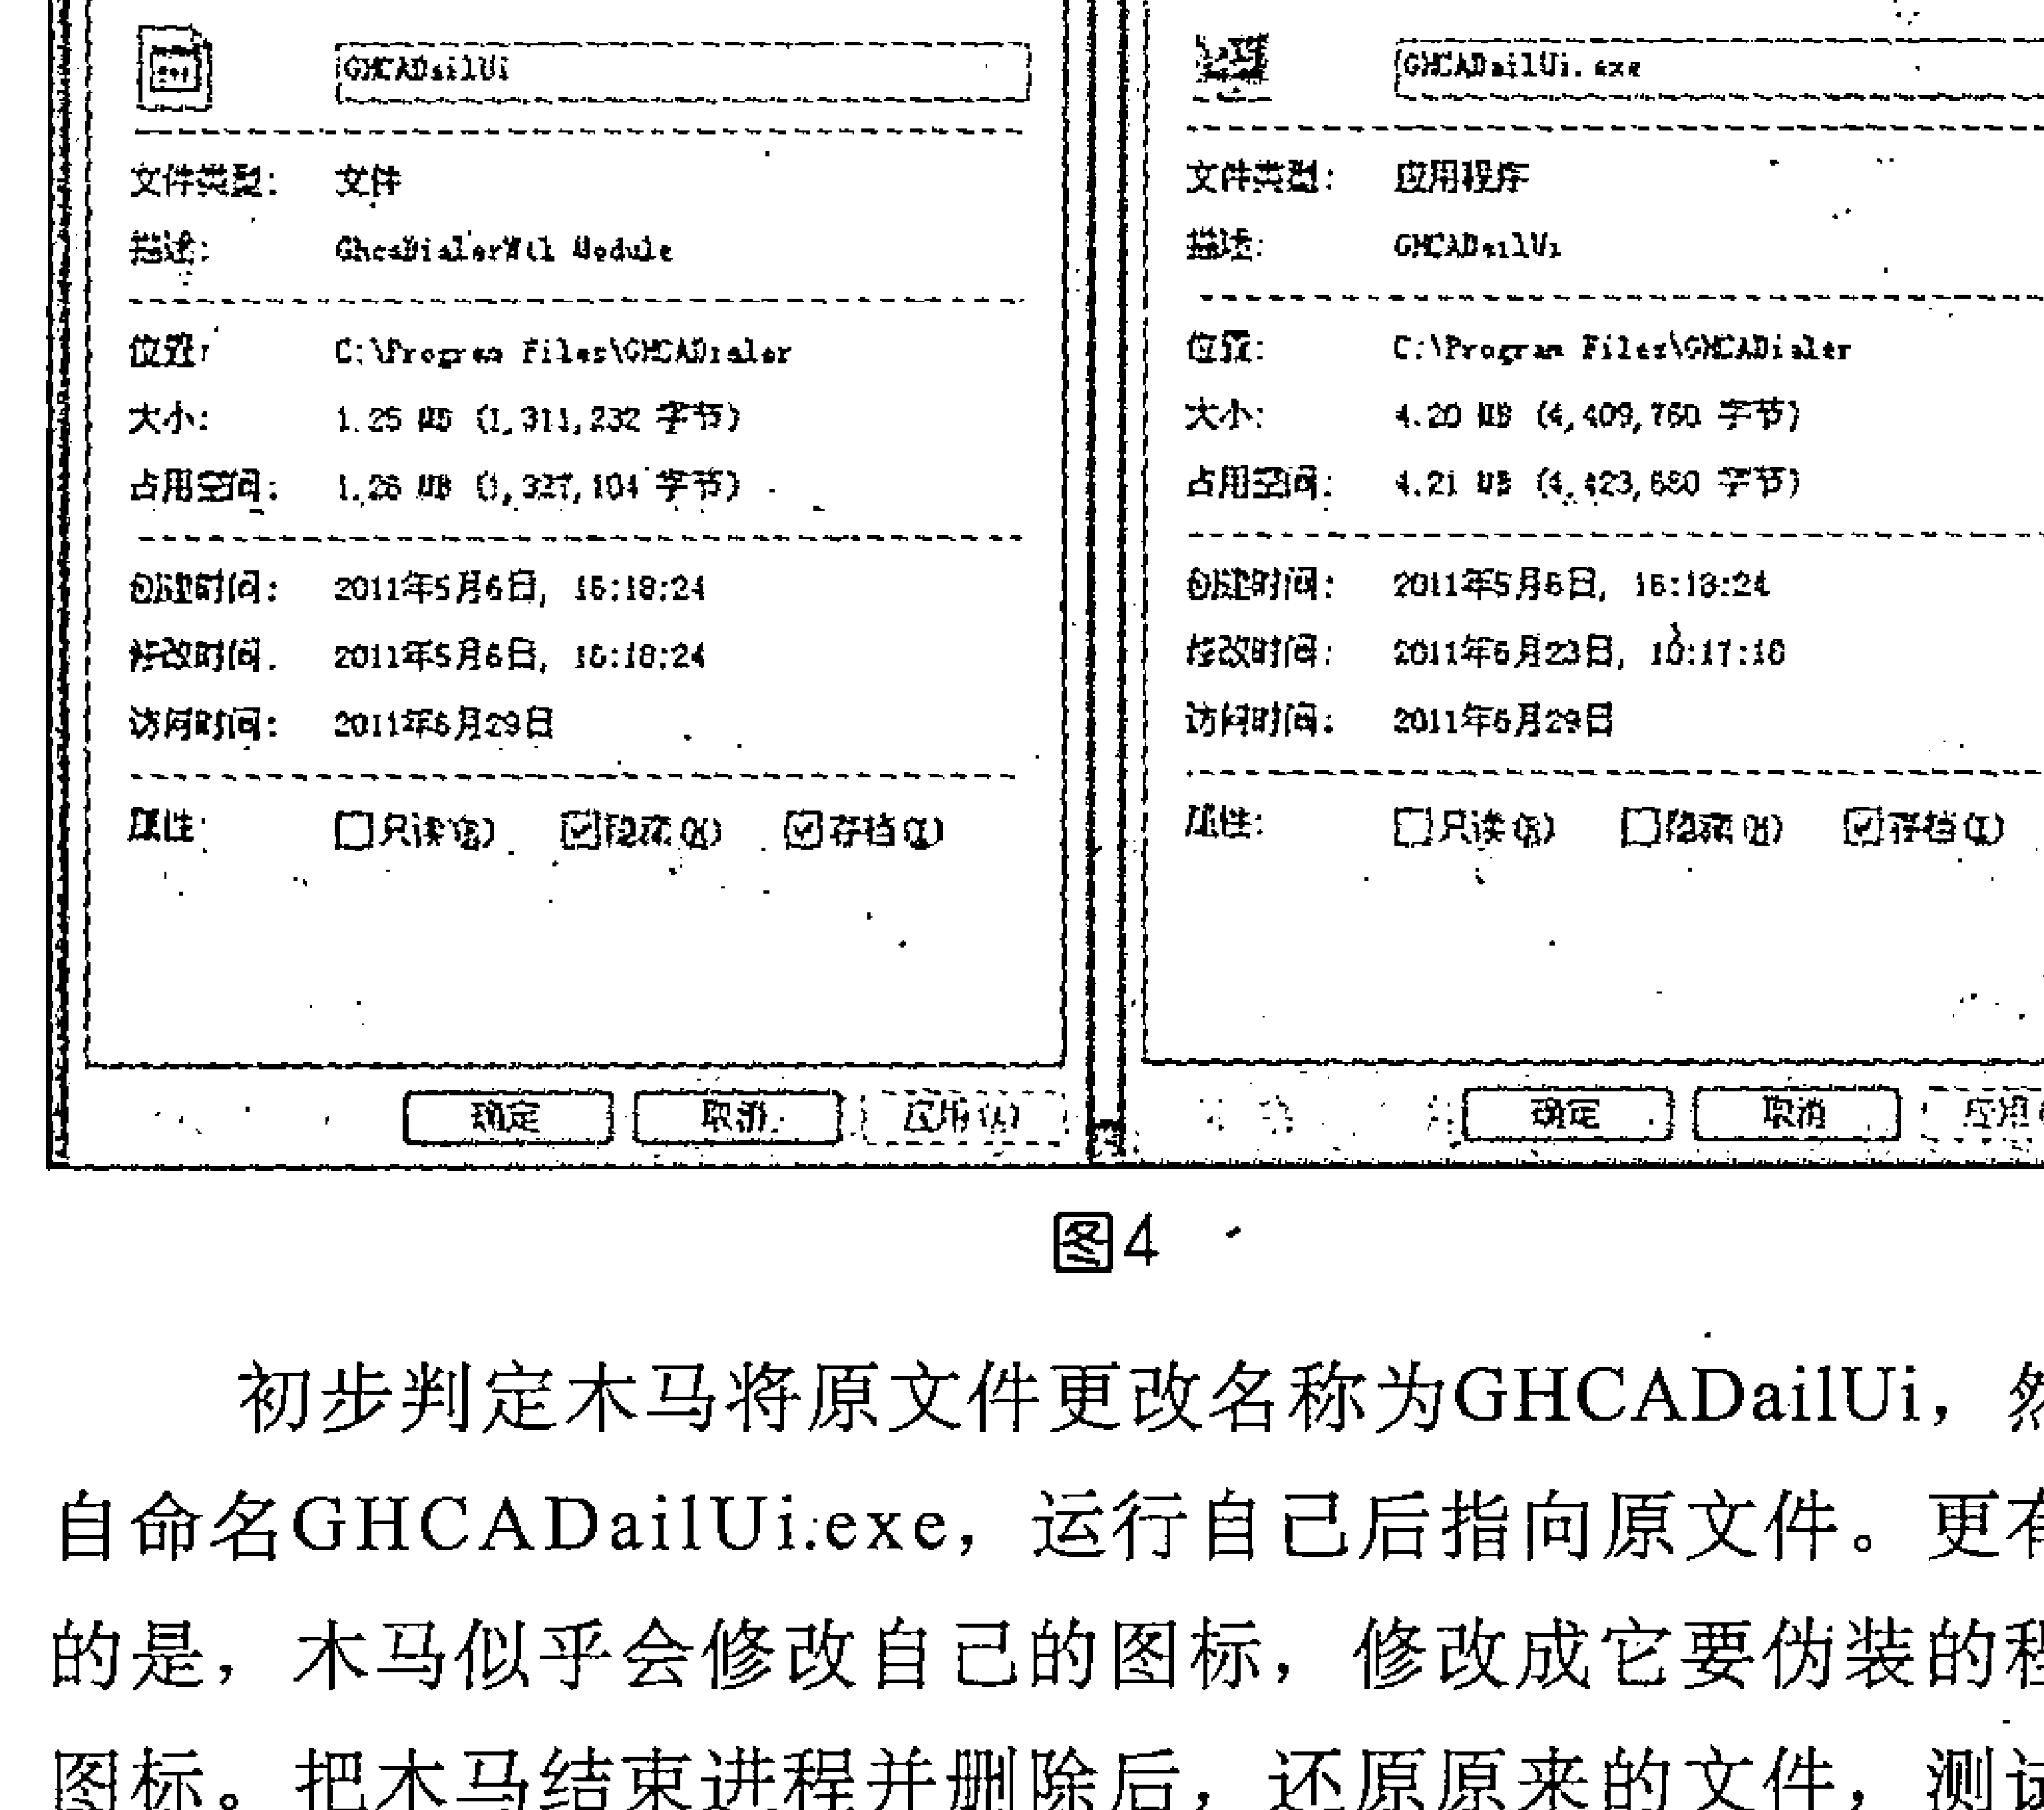 GHCADailUi
文件类型: 文件
描述: GhcaDialerWtl Module
位置: C:\Program Files\GHCADialer
大小: 1.25 MB (1,311,232 字节)
占用空间: 1.26 MB (1,327,104 字节)
创建时间: 2011年5月6日, 16:18:24
修改时间: 2011年5月6日, 16:18:24
访问时间: 2011年6月29日
属性: 只读(R) 隐藏(H) 存档(I)
确定 取消 应用(A)
GHCADailUi.exe
文件类型: 应用程序
描述: GHCADailUi
位置: C:\Program Files\GHCADialer
大小: 4.20 MB (4,409,760 字节)
占用空间: 4.21 MB (4,423,680 字节)
创建时间: 2011年5月6日, 16:18:24
修改时间: 2011年6月23日, 10:17:16
访问时间: 2011年6月29日
属性: 只读(R) 隐藏(H) 存档(I)
确定 取消 应用(
图4
初步判定木马将原文件更改名称为GHCADailUi，然
自命名GHCADailUi.exe，运行自己后指向原文件。更有
的是，木马似乎会修改自己的图标，修改成它要伪装的程
图标。把木马结束进程并删除后，还原原来的文件，测试